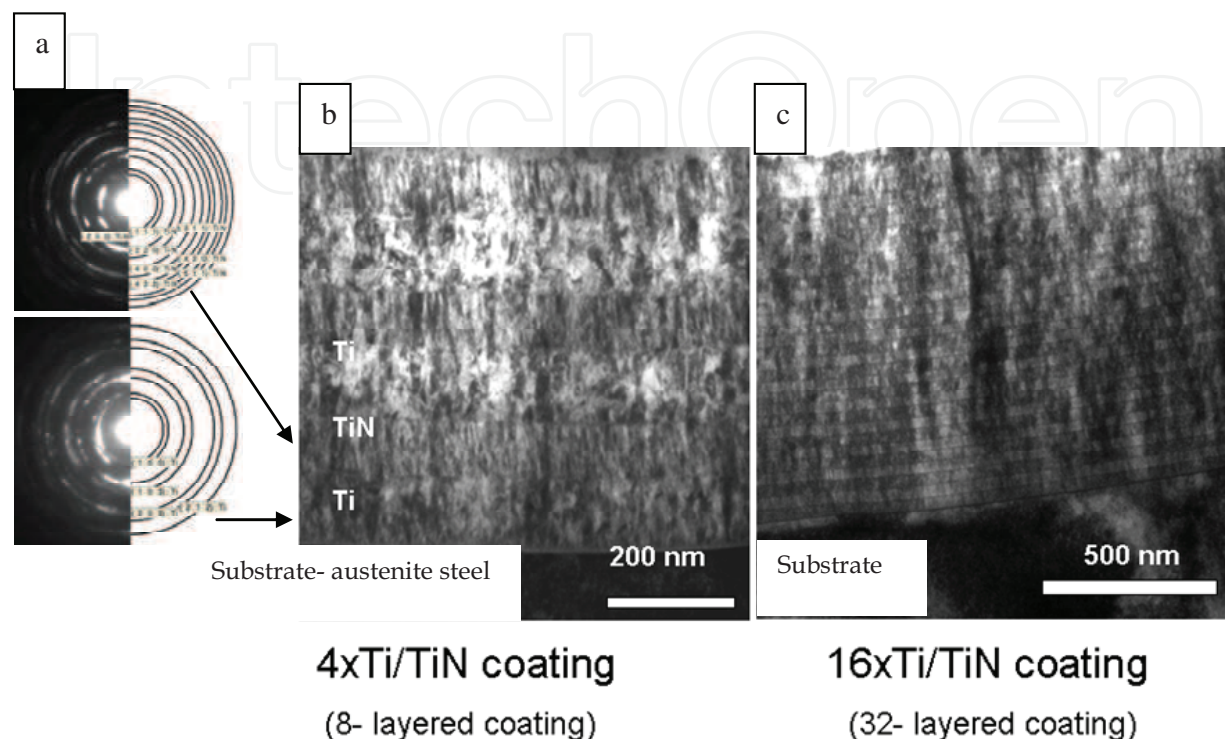 IntechOpen
a
b
c
Ti
TiN
Ti
Substrate- austenite steel
200 nm
Substrate
500 nm
4xTi/TiN coating
(8- layered coating)
16xTi/TiN coating
(32- layered coating)